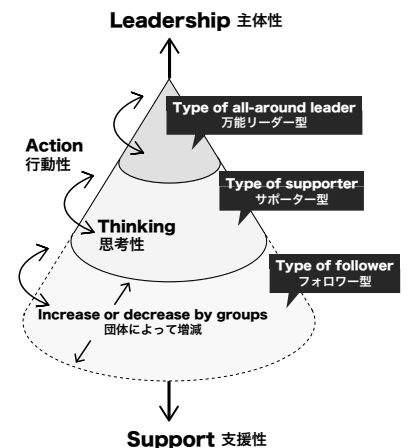 Leadership 主体性
Type of all-around leader
万能リーダー型
Action
行動性
Type of supporter
サポーター型
Thinking
思考性
Type of follower
フォロワー型
Increase or decrease by groups
団体によって増減
Support 支援性